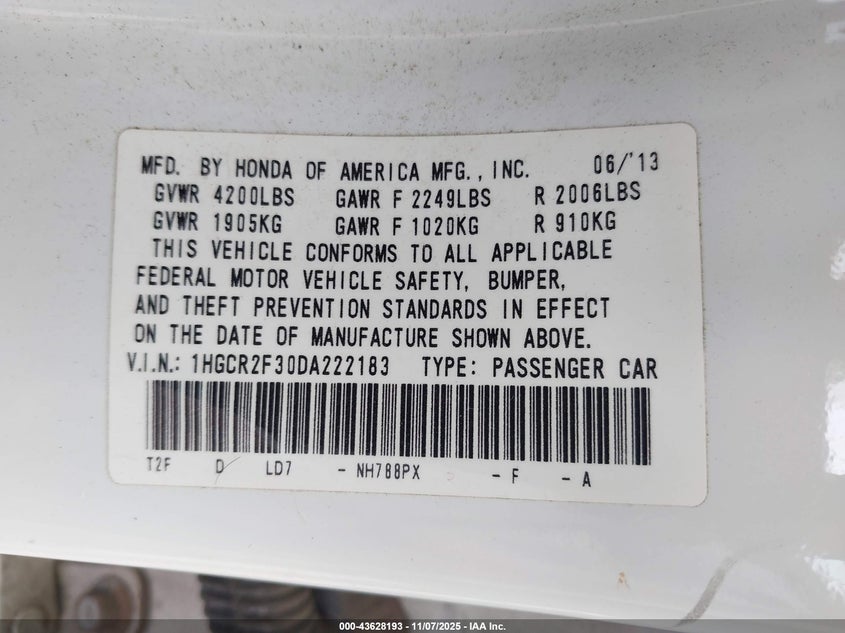 MFD. BY HONDA OF AMERICA MFG., INC. 06/'13
GVWR 4200LBS GAWR F 2249LBS R 2006LBS
GVWR 1905KG GAWR F 1020KG R 910KG
THIS VEHICLE CONFORMS TO ALL APPLICABLE
FEDERAL MOTOR VEHICLE SAFETY, BUMPER,
AND THEFT PREVENTION STANDARDS IN EFFECT
ON THE DATE OF MANUFACTURE SHOWN ABOVE.
V.I.N.: 1HGCR2F30DA222183 TYPE: PASSENGER CAR
T2F D LD7 - NH788PX - F - A
000-43628193 - 11/07/2025 - IAA Inc.